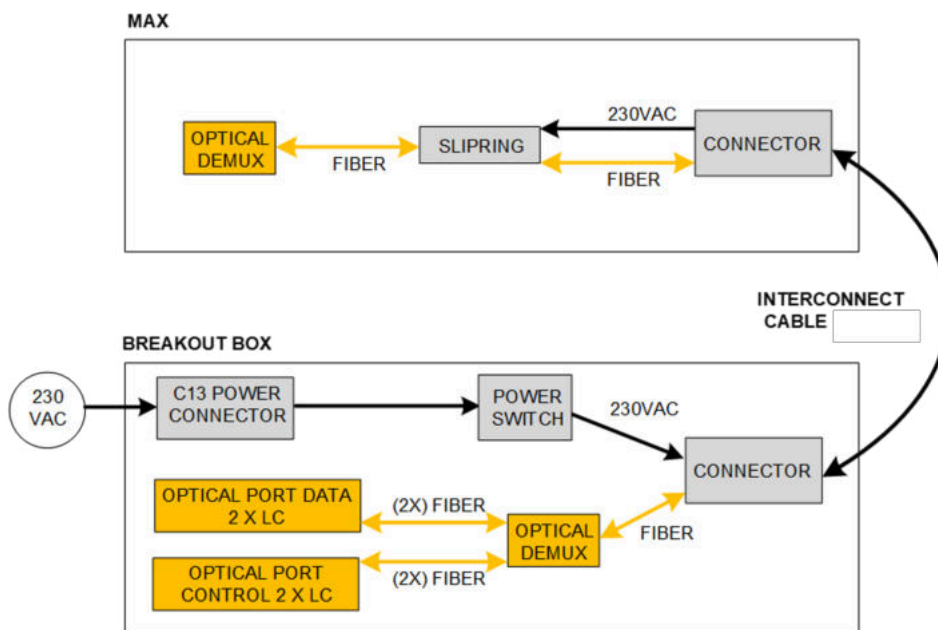 MAX
230VAC
OPTICAL
DEMUX
SLIPRING
CONNECTOR
FIBER
FIBER
INTERCONNECT
CABLE
BREAKOUT BOX
230
VAC
C13 POWER
CONNECTOR
POWER
SWITCH
230VAC
CONNECTOR
OPTICAL PORT DATA
2 X LC
(2X) FIBER
OPTICAL
DEMUX
FIBER
OPTICAL PORT
CONTROL 2 X LC
(2X) FIBER